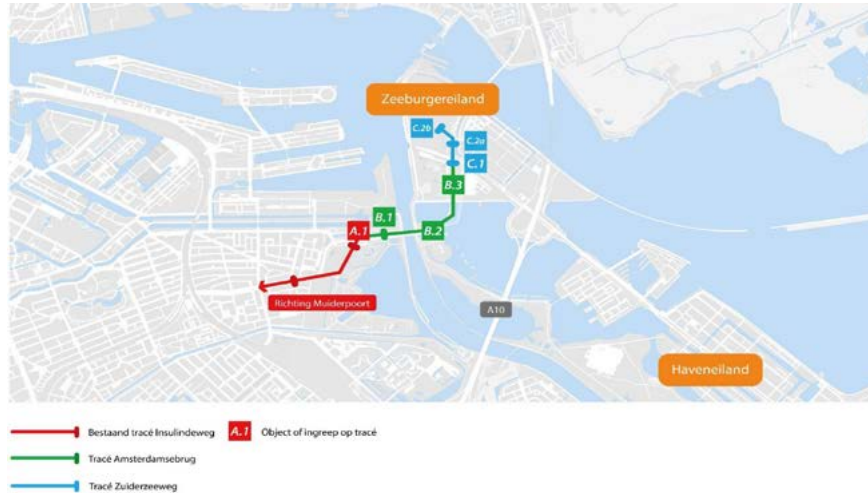 Zeeburgereiland
C.2b
C.2a
C.1
B.3
B.1
A.1
B.2
Richting Muiderpoort
A10
Haveneiland
Bestaand tracé Insulindeweg
A.1 Object of ingreep op tracé
Tracé Amsterdamsebrug
Tracé Zuiderzeeweg